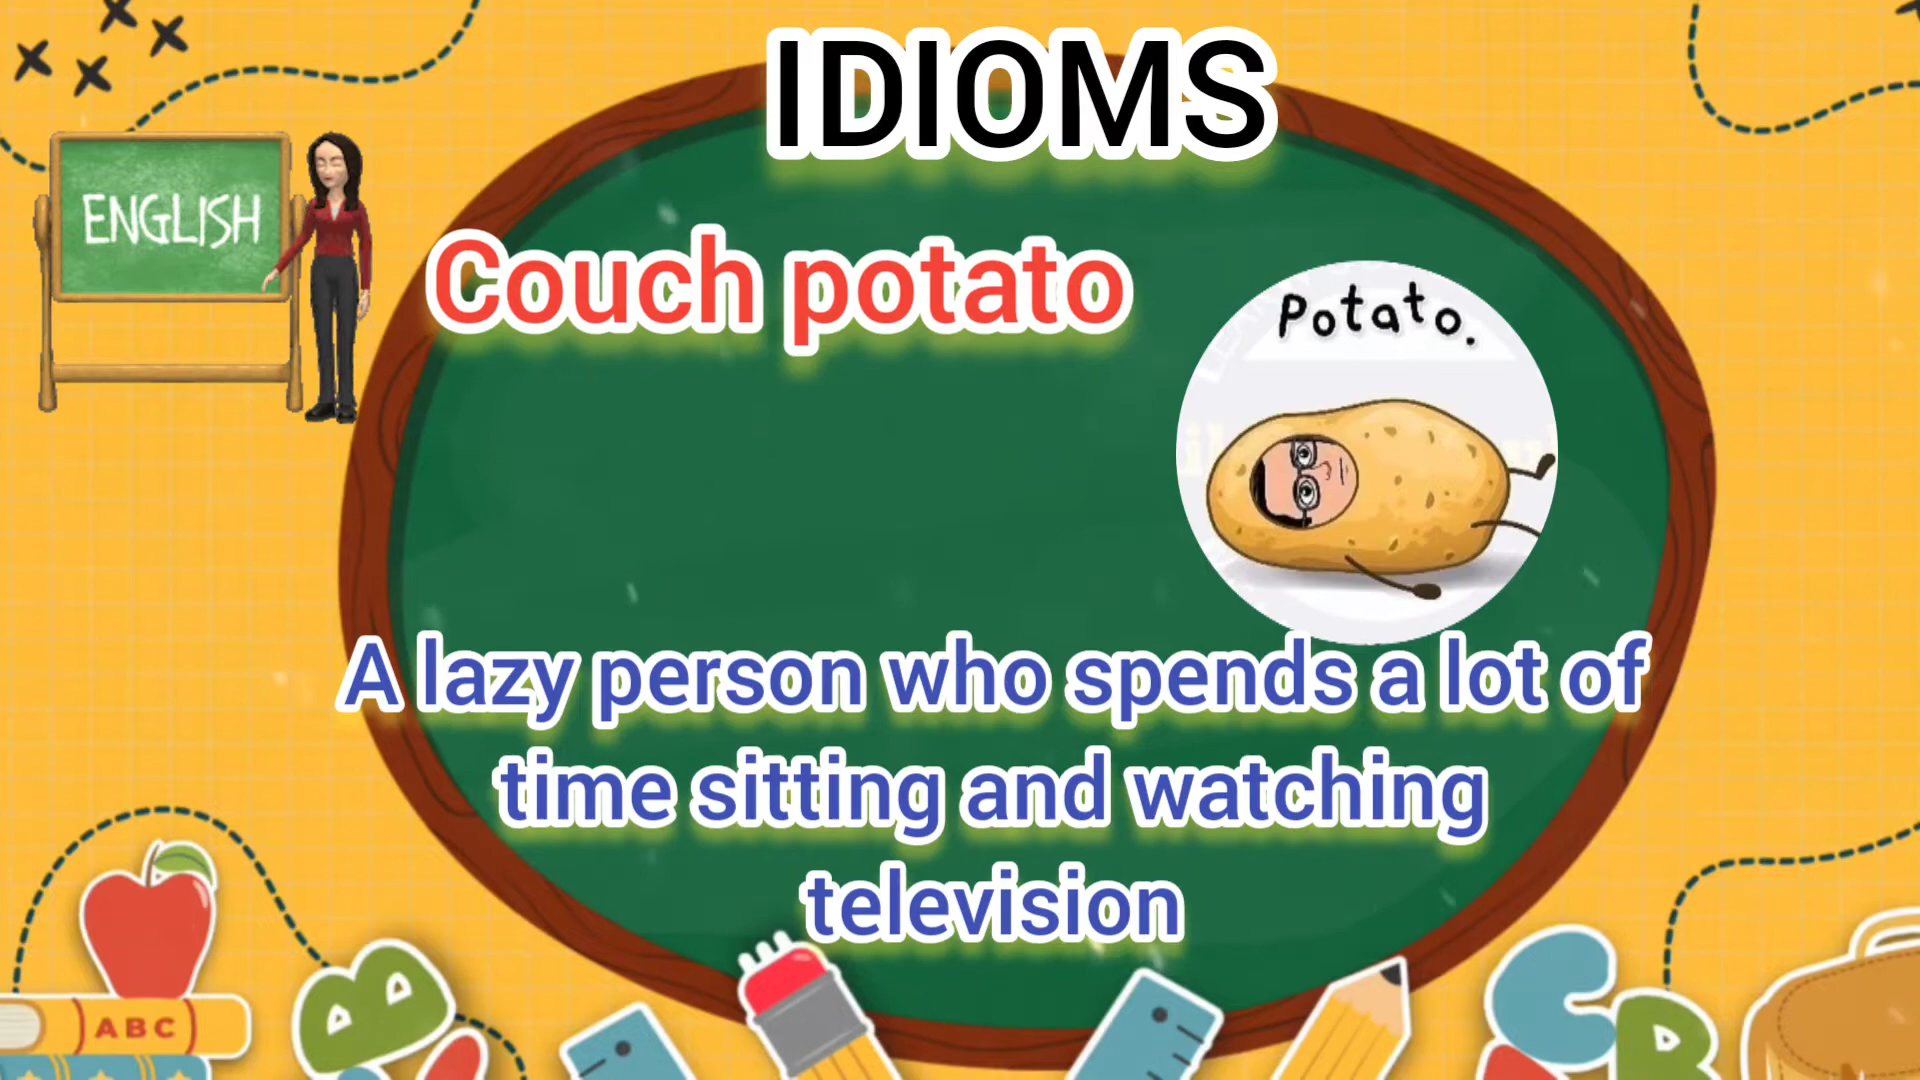 IDIOMS
ENGLISH
Couch potato
Potato.
A lazy person who spends a lot of
time sitting and watching
television
ABC
B
C
B